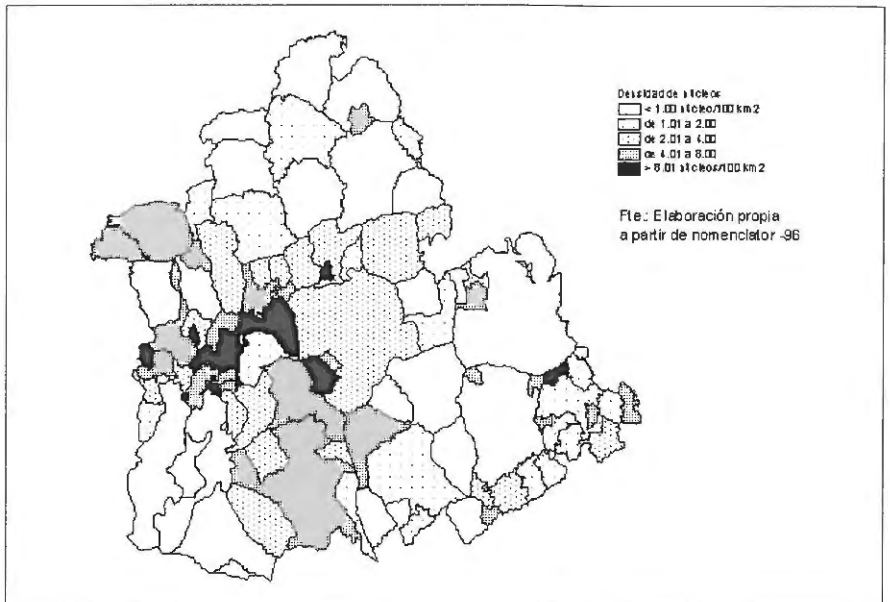 Densidad de núcleos
< 1.00 núcleo/100 km2
de 1.01 a 2.00
de 2.01 a 4.00
de 4.01 a 8.00
> 8.01 núcleos/100 km2
Fte.: Elaboración propia
a partir de nomenclator -96